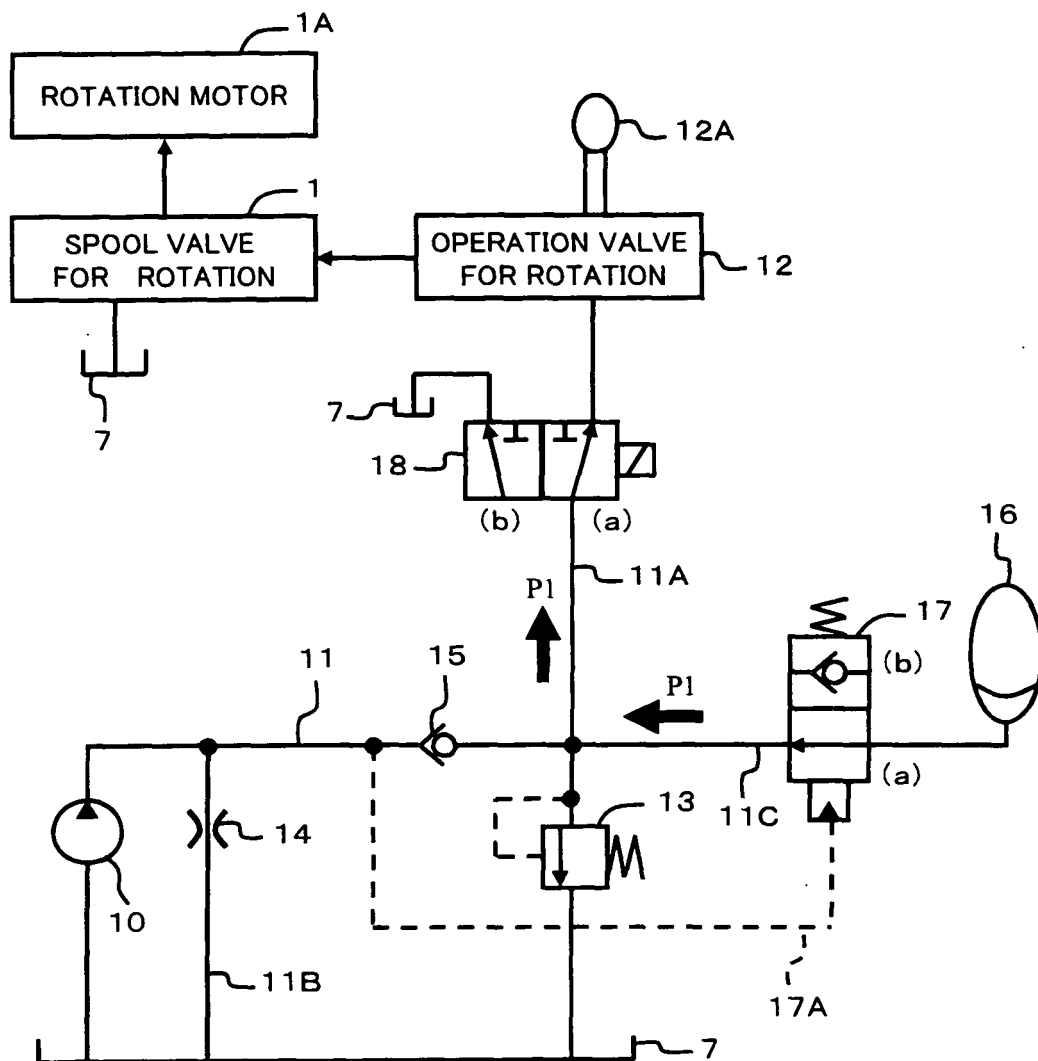 1A
ROTATION MOTOR
12A
1
SPOOL VALVE
FOR ROTATION
OPERATION VALVE
FOR ROTATION
12
7
7
18
(b)
(a)
16
11A
P1
17
(b)
15
11
P1
(a)
11C
13
14
10
11B
17A
7